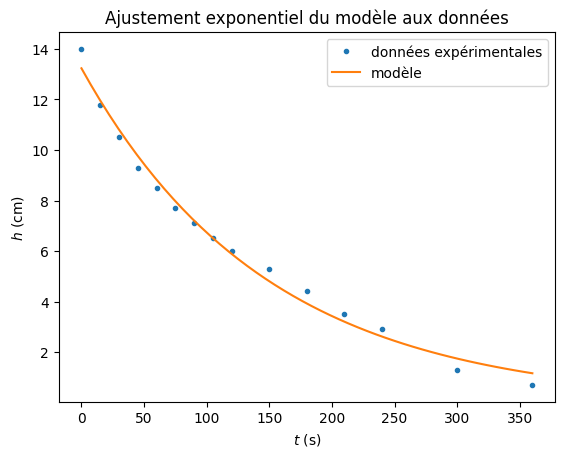 Ajustement exponentiel du modèle aux données
données expérimentales
modèle
14
12
10
8
6
4
2
h (cm)
0 50 100 150 200 250 300 350
t (s)